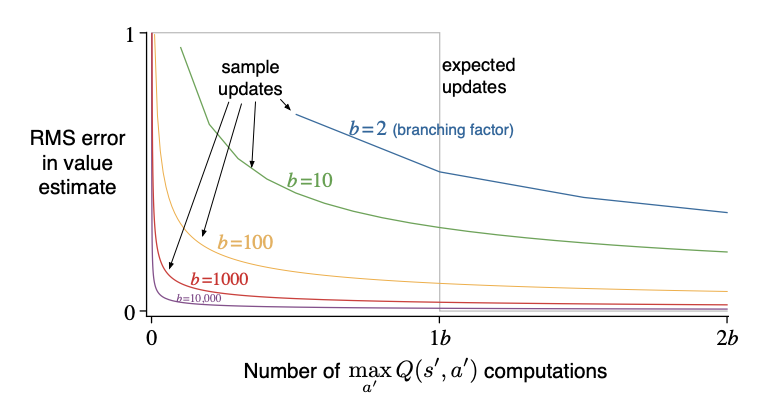 1
sample
updates
expected
updates
RMS error
in value
estimate
b=2 (branching factor)
b=10
b=100
b=1000
b=10,000
0
0
1b
2b
Number of max Q(s′, a′) computations
a′